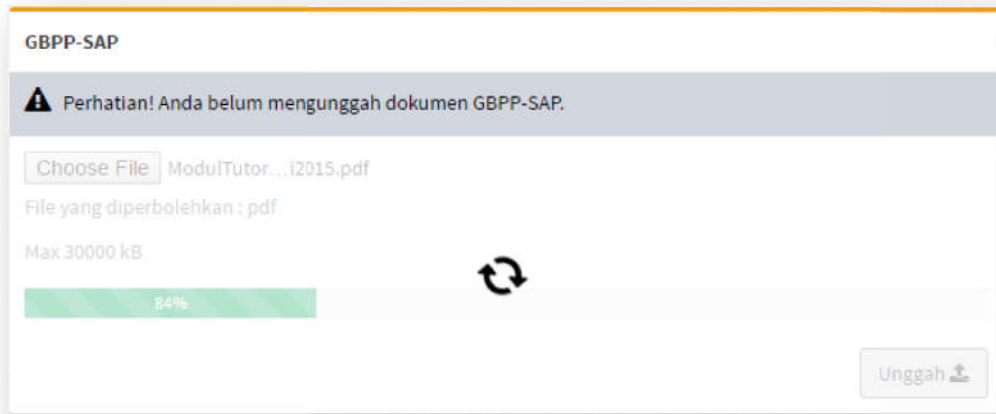 GBPP-SAP
Perhatian! Anda belum mengunggah dokumen GBPP-SAP.
Choose File ModulTutor...i2015.pdf
File yang diperbolehkan : pdf
Max 30000 kB
84%
Unggah